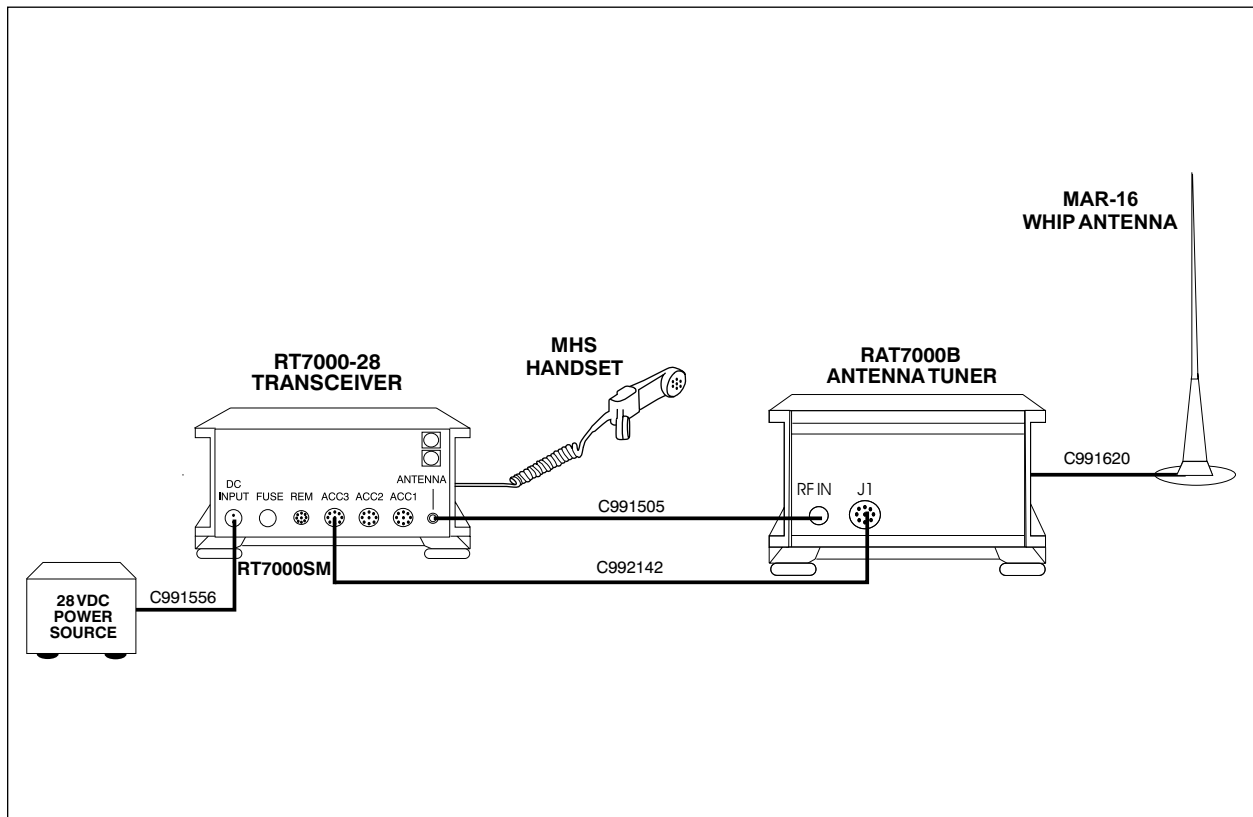 MAR-16
WHIP ANTENNA
MHS
HANDSET
RT7000-28
TRANSCEIVER
RAT7000B
ANTENNA TUNER
C991620
ANTENNA
DC
INPUT FUSE REM ACC3 ACC2 ACC1
RF IN J1
C991505
RT7000SM
C992142
C991556
28 VDC
POWER
SOURCE